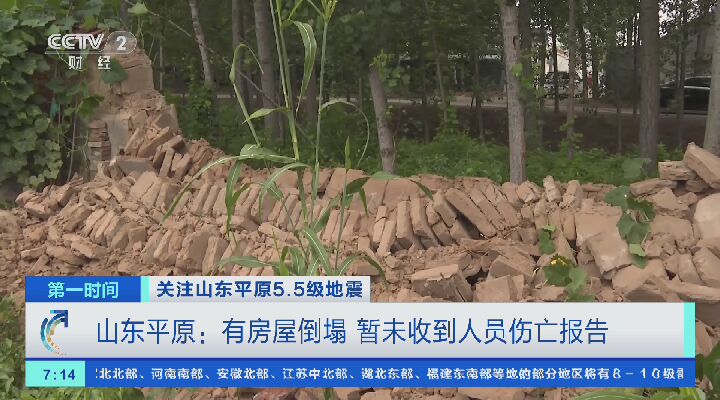 CCTV 2
财经
第一时间
关注山东平原5.5级地震
山东平原：有房屋倒塌 暂未收到人员伤亡报告
7:14
北北部、河南南部、安徽北部、江苏中北部、湖北东部、福建东南部等地的部分地区将有8－10级雷